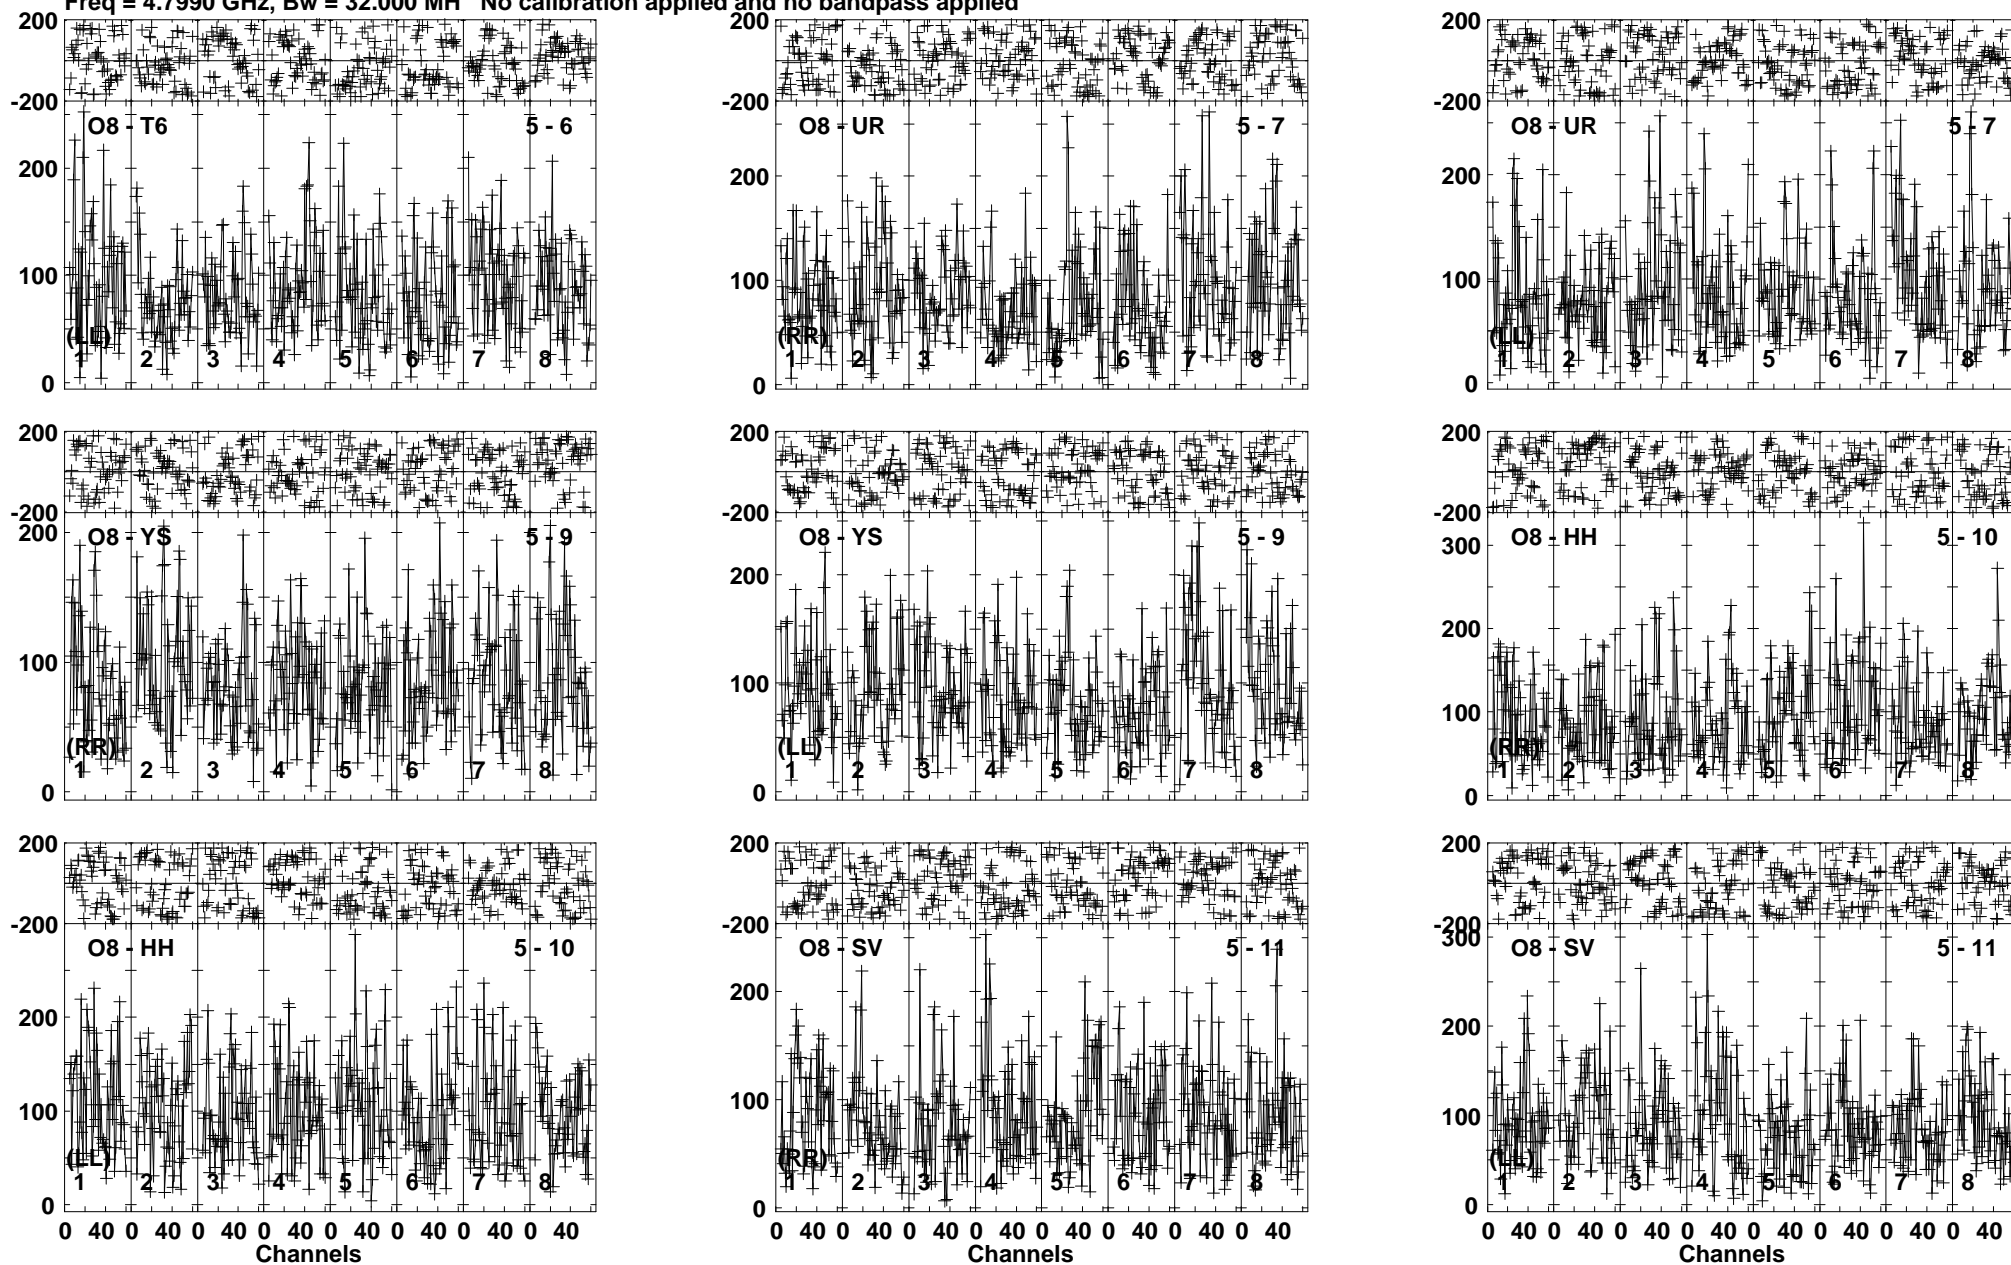 Freq = 4.7990 GHz, Bw = 32.000 MH No calibration applied and no bandpass applied
200 200 200
-200 -200 -200
O8 - T6 5 - 6 O8 - UR 5 - 7 O8 - UR 5 - 7
200 200 200
100 100 100
(LL) (RR) (LL)
1 2 3 4 5 6 7 8 1 2 3 4 5 6 7 8 1 2 3 4 5 6 7 8
0 0 0
200 200 200
-200 -200 -200
O8 - YS 5 - 9 O8 - YS 5 - 9 O8 - HH 5 - 10
200 200 300
200
100 100 100
(RR) (LL) (RR)
1 2 3 4 5 6 7 8 1 2 3 4 5 6 7 8 1 2 3 4 5 6 7 8
0 0 0
200 200 200
-200 -200 -200
O8 - HH 5 - 10 O8 - SV 5 - 11 O8 - SV 5 - 11
300
200 200 200
100 100 100
(LL) (RR) (LL)
1 2 3 4 5 6 7 8 1 2 3 4 5 6 7 8 1 2 3 4 5 6 7 8
0 0 0
0 40 0 40 0 40 0 40 0 40 0 40 0 40 0 40 0 40 0 40 0 40 0 40 0 40 0 40 0 40 0 40 0 40 0 40 0 40 0 40 0 40 0 40 0 40 0 40
Channels Channels Channels